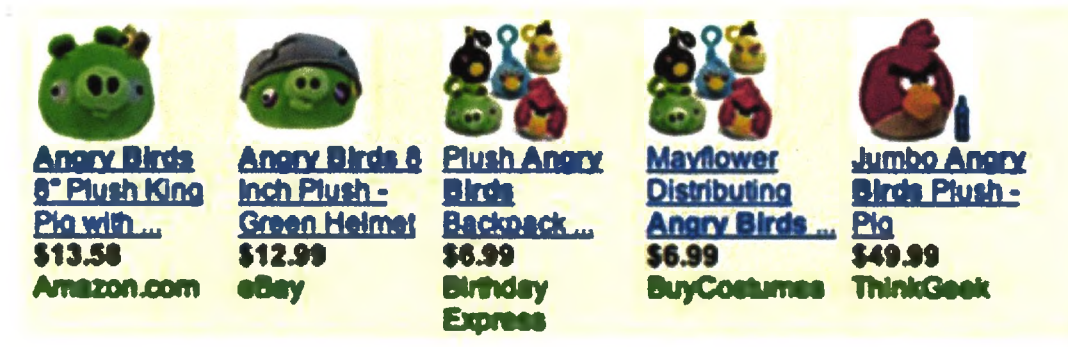 Angry Birds
8" Plush King
Pig with ...
$13.58
Amazon.com
Angry Birds 8
Inch Plush -
Green Helmet
$12.99
eBay
Plush Angry
Birds
Backpack ...
$6.99
Birthday
Express
Mayflower
Distributing
Angry Birds ...
$6.99
BuyCostumes
Jumbo Angry
Birds Plush -
Pig
$49.99
ThinkGeek